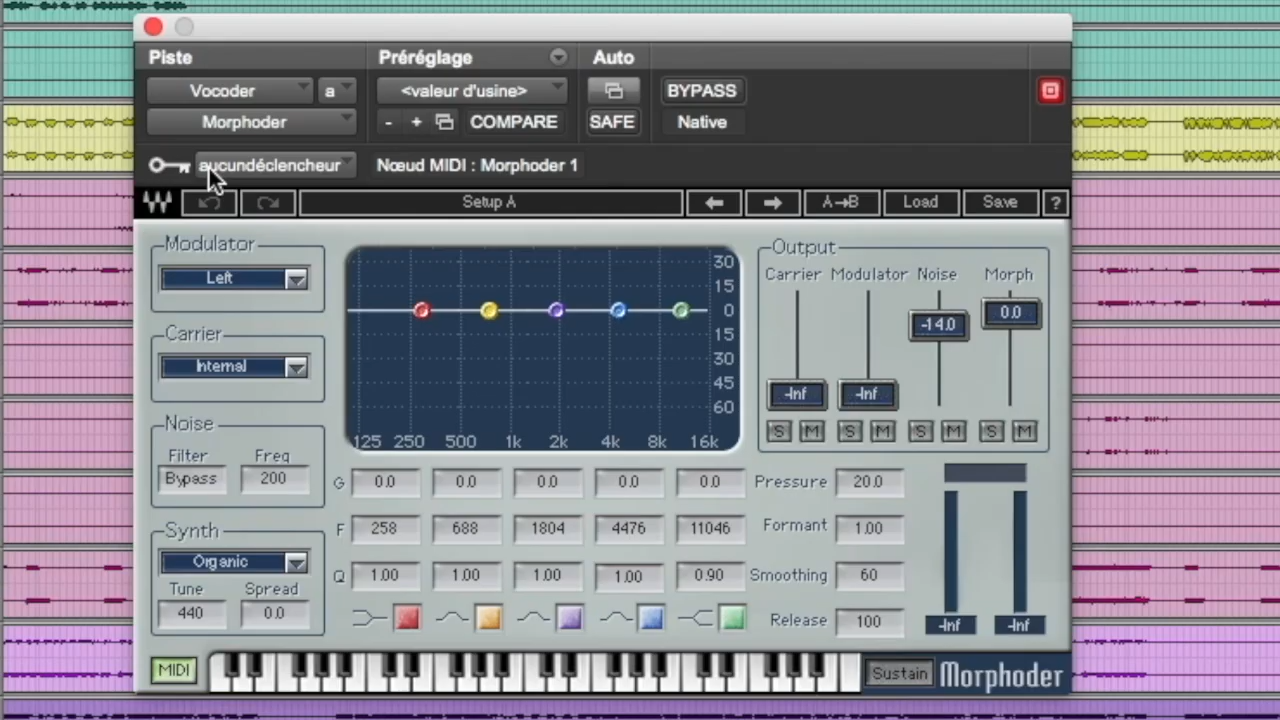 Piste Préréglage Auto
Vocoder a <valeur d'usine> BYPASS
Morphoder - + COMPARE SAFE Native
aucundéclencheur Nœud MIDI : Morphoder 1
Setup A A→B Load Save ?
Modulator
Left
Carrier
Internal
Noise
Filter Freq
Bypass 200
Synth
Organic
Tune Spread
440 0.0
30
15
0
15
30
45
60
125 250 500 1k 2k 4k 8k 16k
G 0.0 0.0 0.0 0.0 0.0
F 258 688 1804 4476 11046
Q 1.00 1.00 1.00 1.00 0.90
Output
Carrier Modulator Noise Morph
-Inf -Inf -14.0 0.0
S M S M S M S M
Pressure 20.0
Formant 1.00
Smoothing 60
Release 100
-Inf -Inf
MIDI Sustain Morphoder